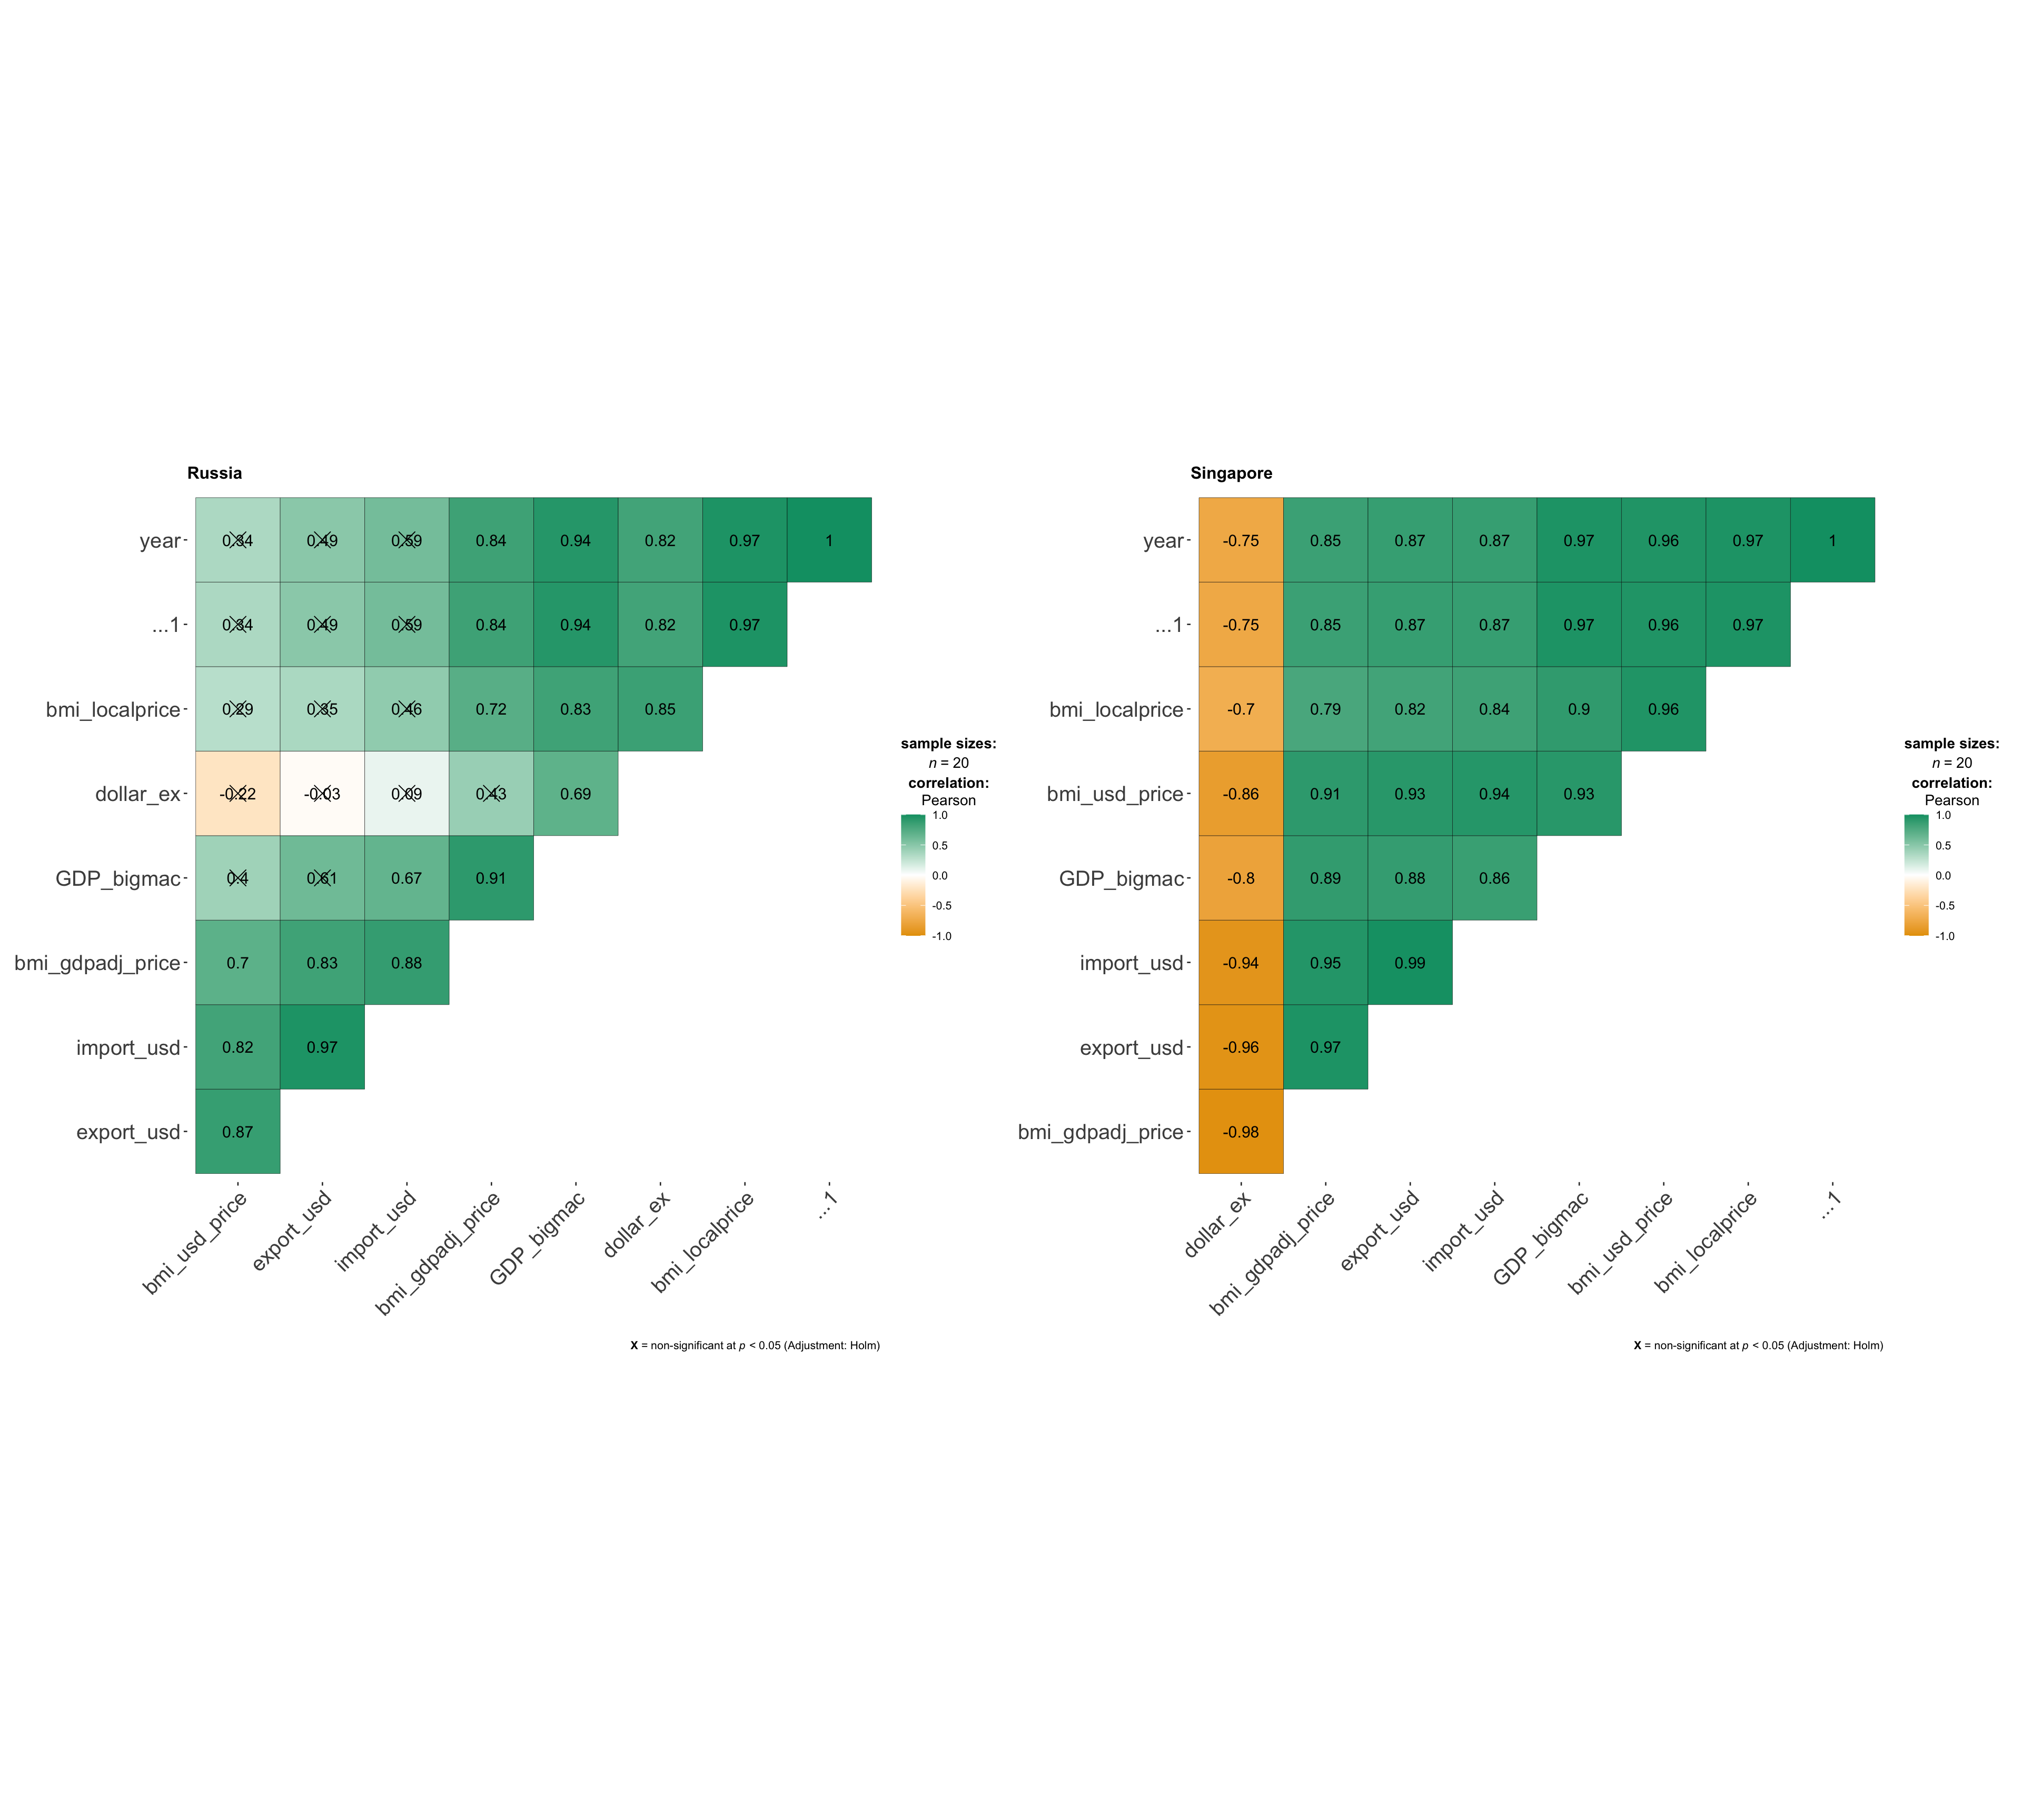 Russia
year
0.34 0.49 0.59 0.84 0.94 0.82 0.97 1
...1
0.34 0.49 0.59 0.84 0.94 0.82 0.97
bmi_localprice
0.29 0.35 0.46 0.72 0.83 0.85
dollar_ex
-0.22 -0.03 0.09 0.43 0.69
GDP_bigmac
0.4 0.61 0.67 0.91
bmi_gdpadj_price
0.7 0.83 0.88
import_usd
0.82 0.97
export_usd
0.87
bmi_usd_price
export_usd
import_usd
bmi_gdpadj_price
GDP_bigmac
dollar_ex
bmi_localprice
...1
sample sizes:
n = 20
correlation:
Pearson
1.0
0.5
0.0
-0.5
-1.0
X = non-significant at p < 0.05 (Adjustment: Holm)
Singapore
year
-0.75 0.85 0.87 0.87 0.97 0.96 0.97 1
...1
-0.75 0.85 0.87 0.87 0.97 0.96 0.97
bmi_localprice
-0.7 0.79 0.82 0.84 0.9 0.96
bmi_usd_price
-0.86 0.91 0.93 0.94 0.93
GDP_bigmac
-0.8 0.89 0.88 0.86
import_usd
-0.94 0.95 0.99
export_usd
-0.96 0.97
bmi_gdpadj_price
-0.98
dollar_ex
bmi_gdpadj_price
export_usd
import_usd
GDP_bigmac
bmi_usd_price
bmi_localprice
...1
sample sizes:
n = 20
correlation:
Pearson
1.0
0.5
0.0
-0.5
-1.0
X = non-significant at p < 0.05 (Adjustment: Holm)